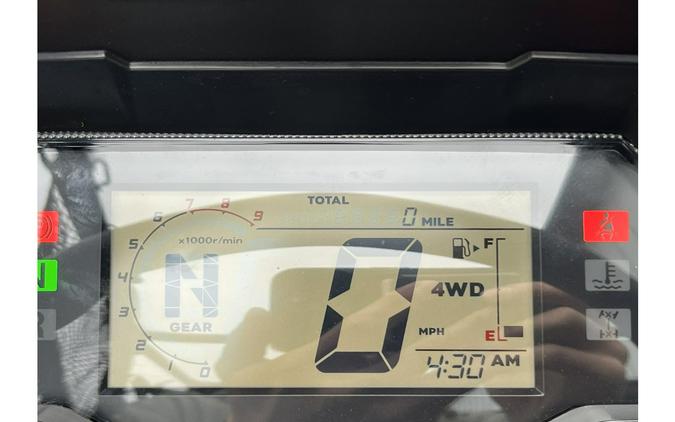 TOTAL
0 MILE
7 8 9
6
x1000r/min
5
4
3
2
1
0
N
GEAR
0
MPH
4WD
F
E
4:30 AM
N
R